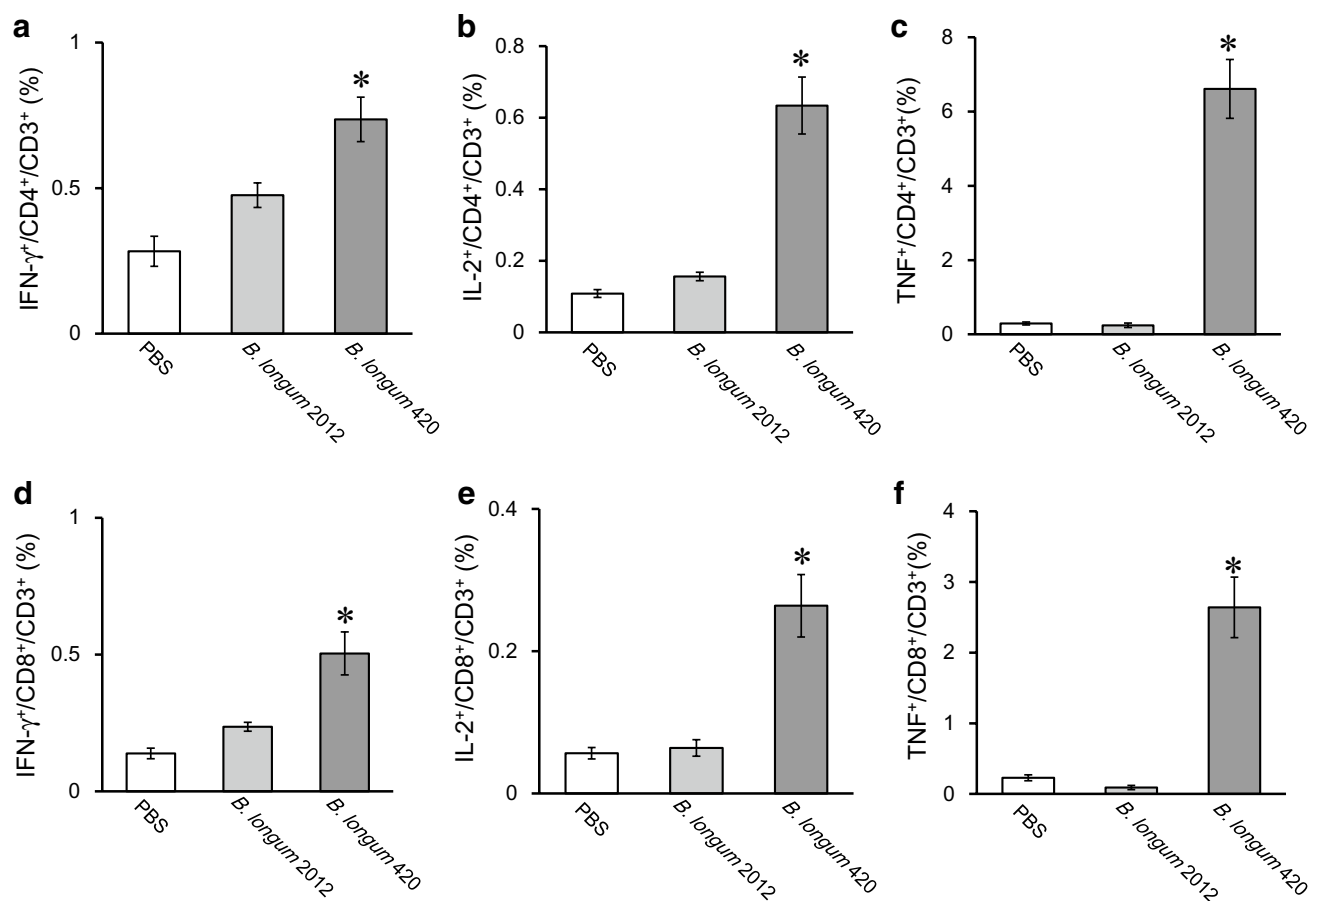 a
IFN-γ⁺/CD4⁺/CD3⁺ (%)
1
0.5
0
PBS
B. longum 2012
B. longum 420
*
b
IL-2⁺/CD4⁺/CD3⁺ (%)
0.8
0.6
0.4
0.2
0
PBS
B. longum 2012
B. longum 420
*
c
TNF⁺/CD4⁺/CD3⁺(%)
8
6
4
2
0
PBS
B. longum 2012
B. longum 420
*
d
IFN-γ⁺/CD8⁺/CD3⁺ (%)
1
0.5
0
PBS
B. longum 2012
B. longum 420
*
e
IL-2⁺/CD8⁺/CD3⁺ (%)
0.4
0.2
0
PBS
B. longum 2012
B. longum 420
*
f
TNF⁺/CD8⁺/CD3⁺(%)
4
3
2
1
0
PBS
B. longum 2012
B. longum 420
*